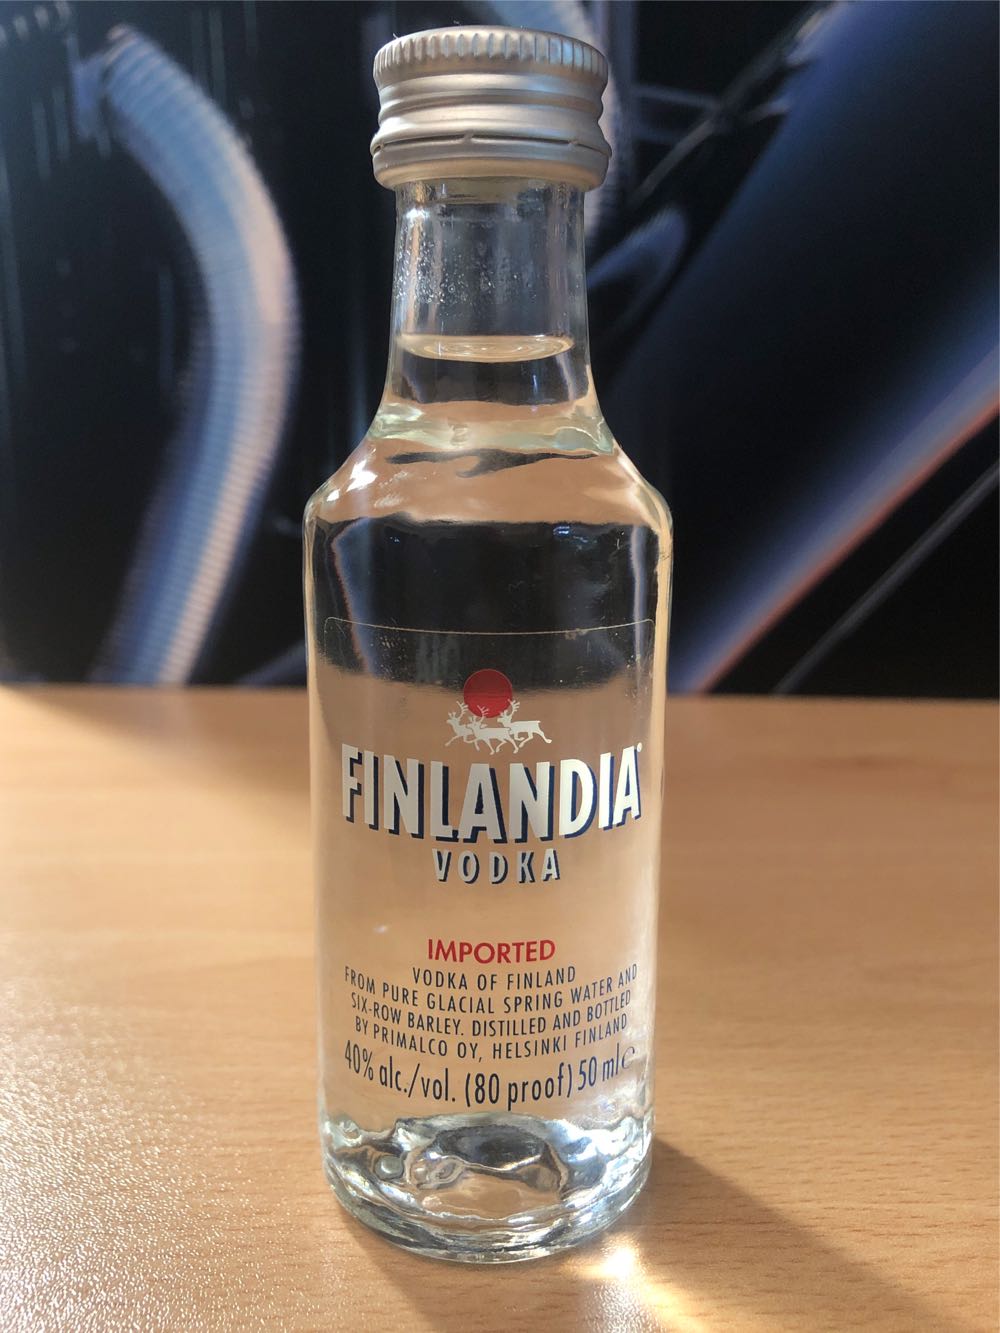 FINLANDIA®
VODKA
IMPORTED
VODKA OF FINLAND
FROM PURE GLACIAL SPRING WATER AND
SIX-ROW BARLEY. DISTILLED AND BOTTLED
BY PRIMALCO OY, HELSINKI FINLAND
40% alc./vol. (80 proof) 50 ml ℮